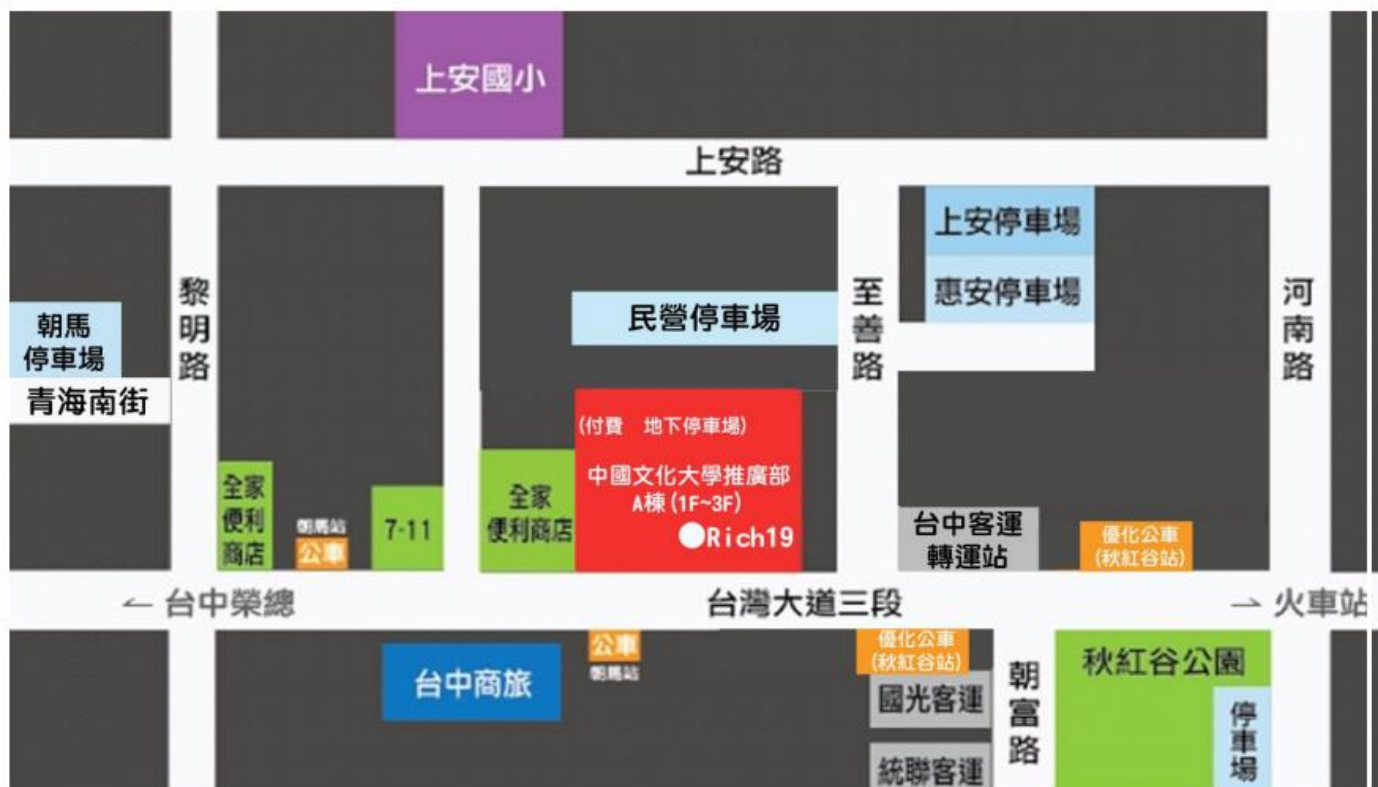 上安國小
上安路
上安停車場
惠安停車場
黎明路
至善路
河南路
民營停車場
朝馬
停車場
青海南街
(付費 地下停車場)
中國文化大學推廣部
A棟(1F~3F)
Rich19
全家
便利
商店
朝馬站
公車
7-11
全家
便利商店
台中客運
轉運站
優化公車
(秋紅谷站)
← 台中榮總
台灣大道三段
→ 火車站
公車
朝馬站
優化公車
(秋紅谷站)
台中商旅
國光客運
統聯客運
朝富路
秋紅谷公園
停車場